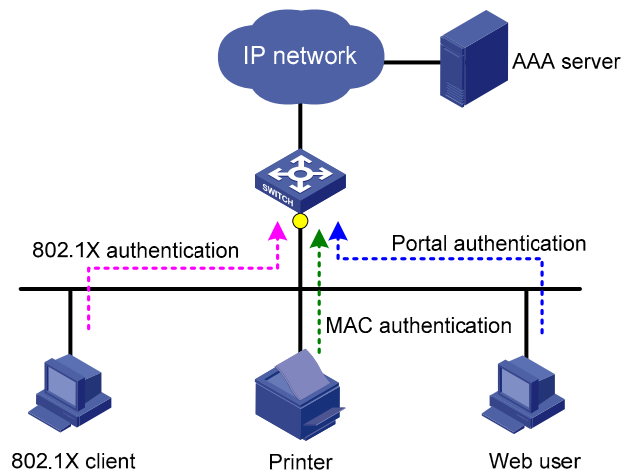 IP network
AAA server
SWITCH
802.1X authentication
Portal authentication
MAC authentication
802.1X client
Printer
Web user